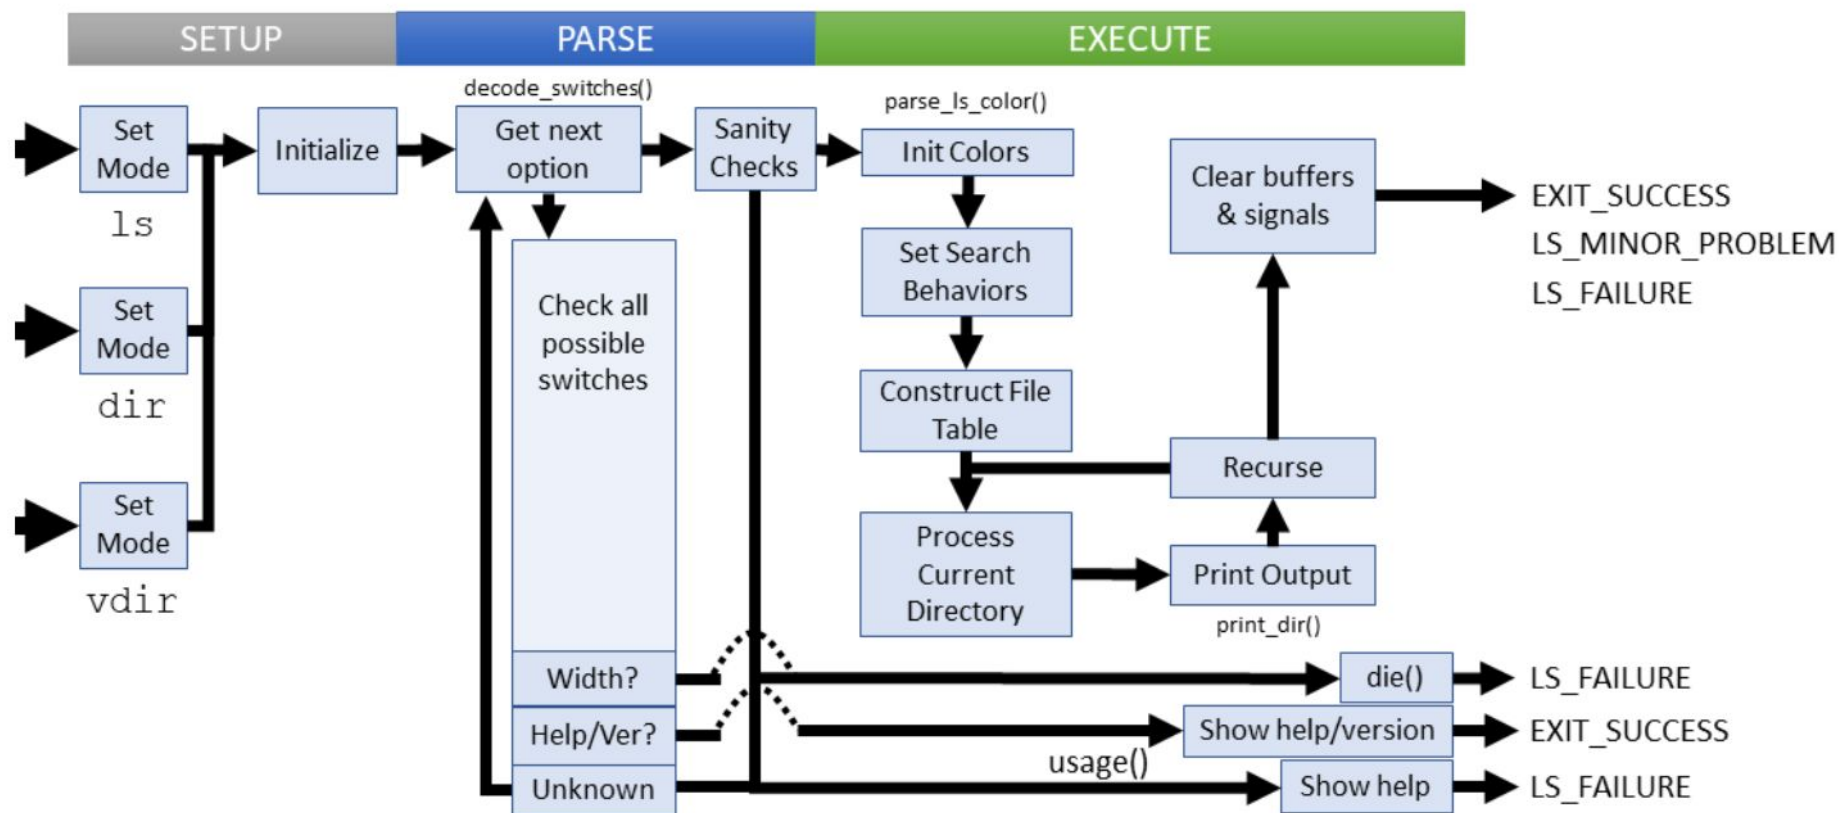 SETUP
PARSE
EXECUTE
decode_switches()
parse_ls_color()
Set
Mode
ls
Initialize
Get next
option
Sanity
Checks
Init Colors
Clear buffers
& signals
EXIT_SUCCESS
LS_MINOR_PROBLEM
LS_FAILURE
Set Search
Behaviors
Check all
possible
switches
Set
Mode
dir
Construct File
Table
Recurse
Set
Mode
vdir
Process
Current
Directory
Print Output
print_dir()
Width?
die()
LS_FAILURE
Help/Ver?
Show help/version
EXIT_SUCCESS
usage()
Unknown
Show help
LS_FAILURE